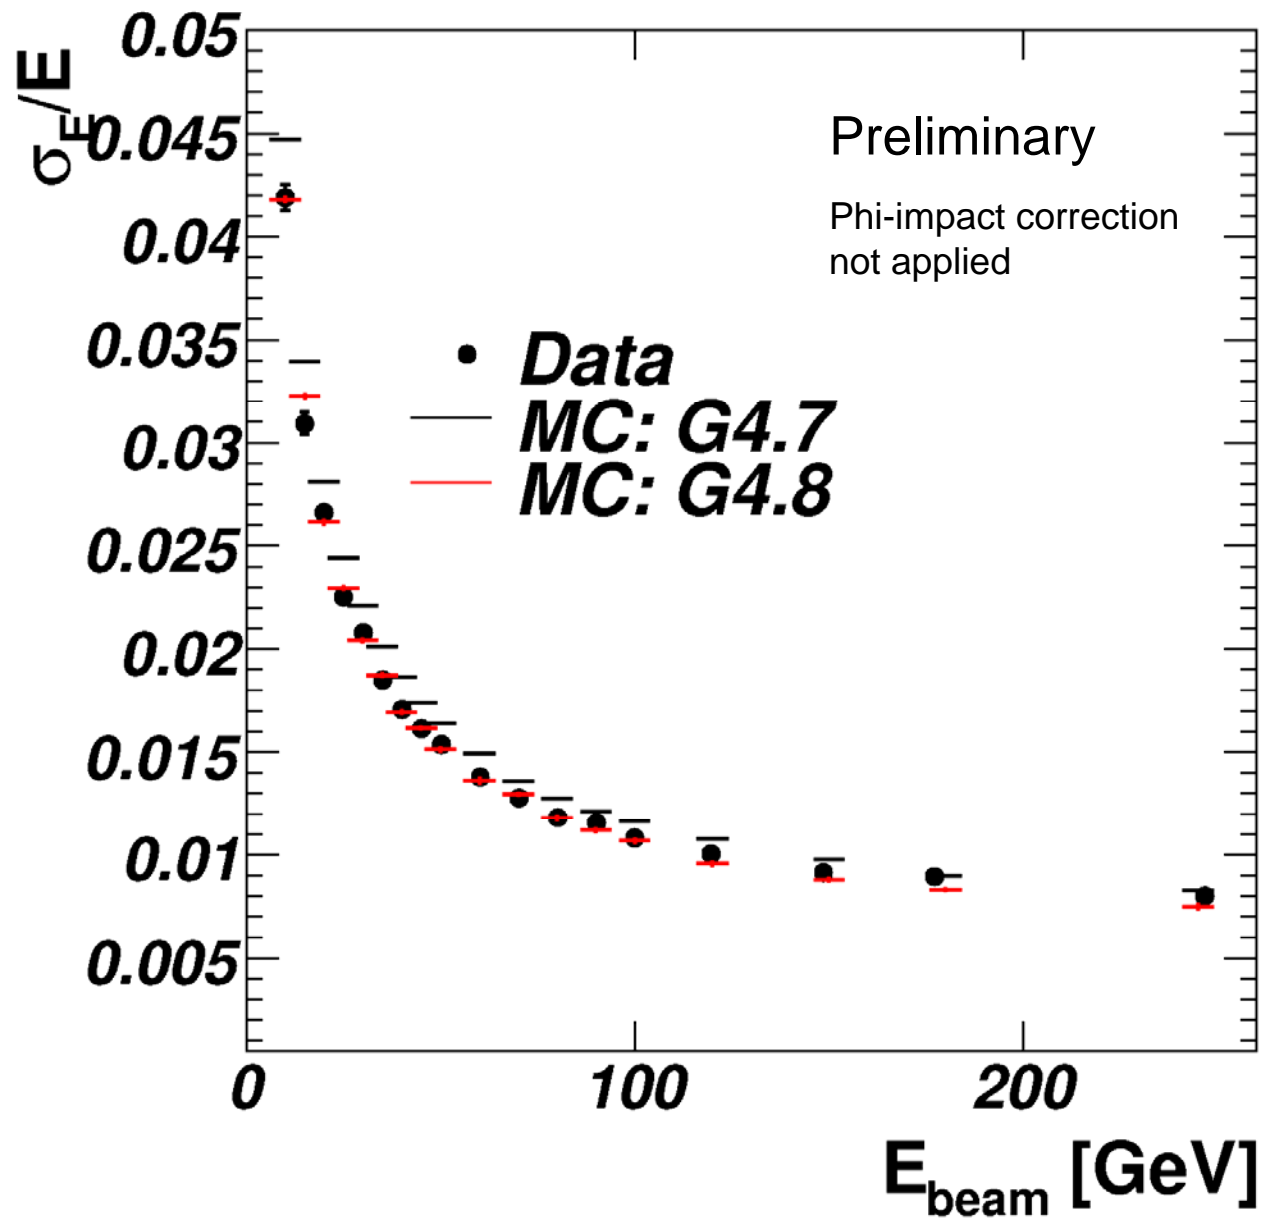 σE/E
0.05
0.045
0.04
0.035
0.03
0.025
0.02
0.015
0.01
0.005
Preliminary
Phi-impact correction
not applied
Data
MC: G4.7
MC: G4.8
0 100 200
Ebeam [GeV]